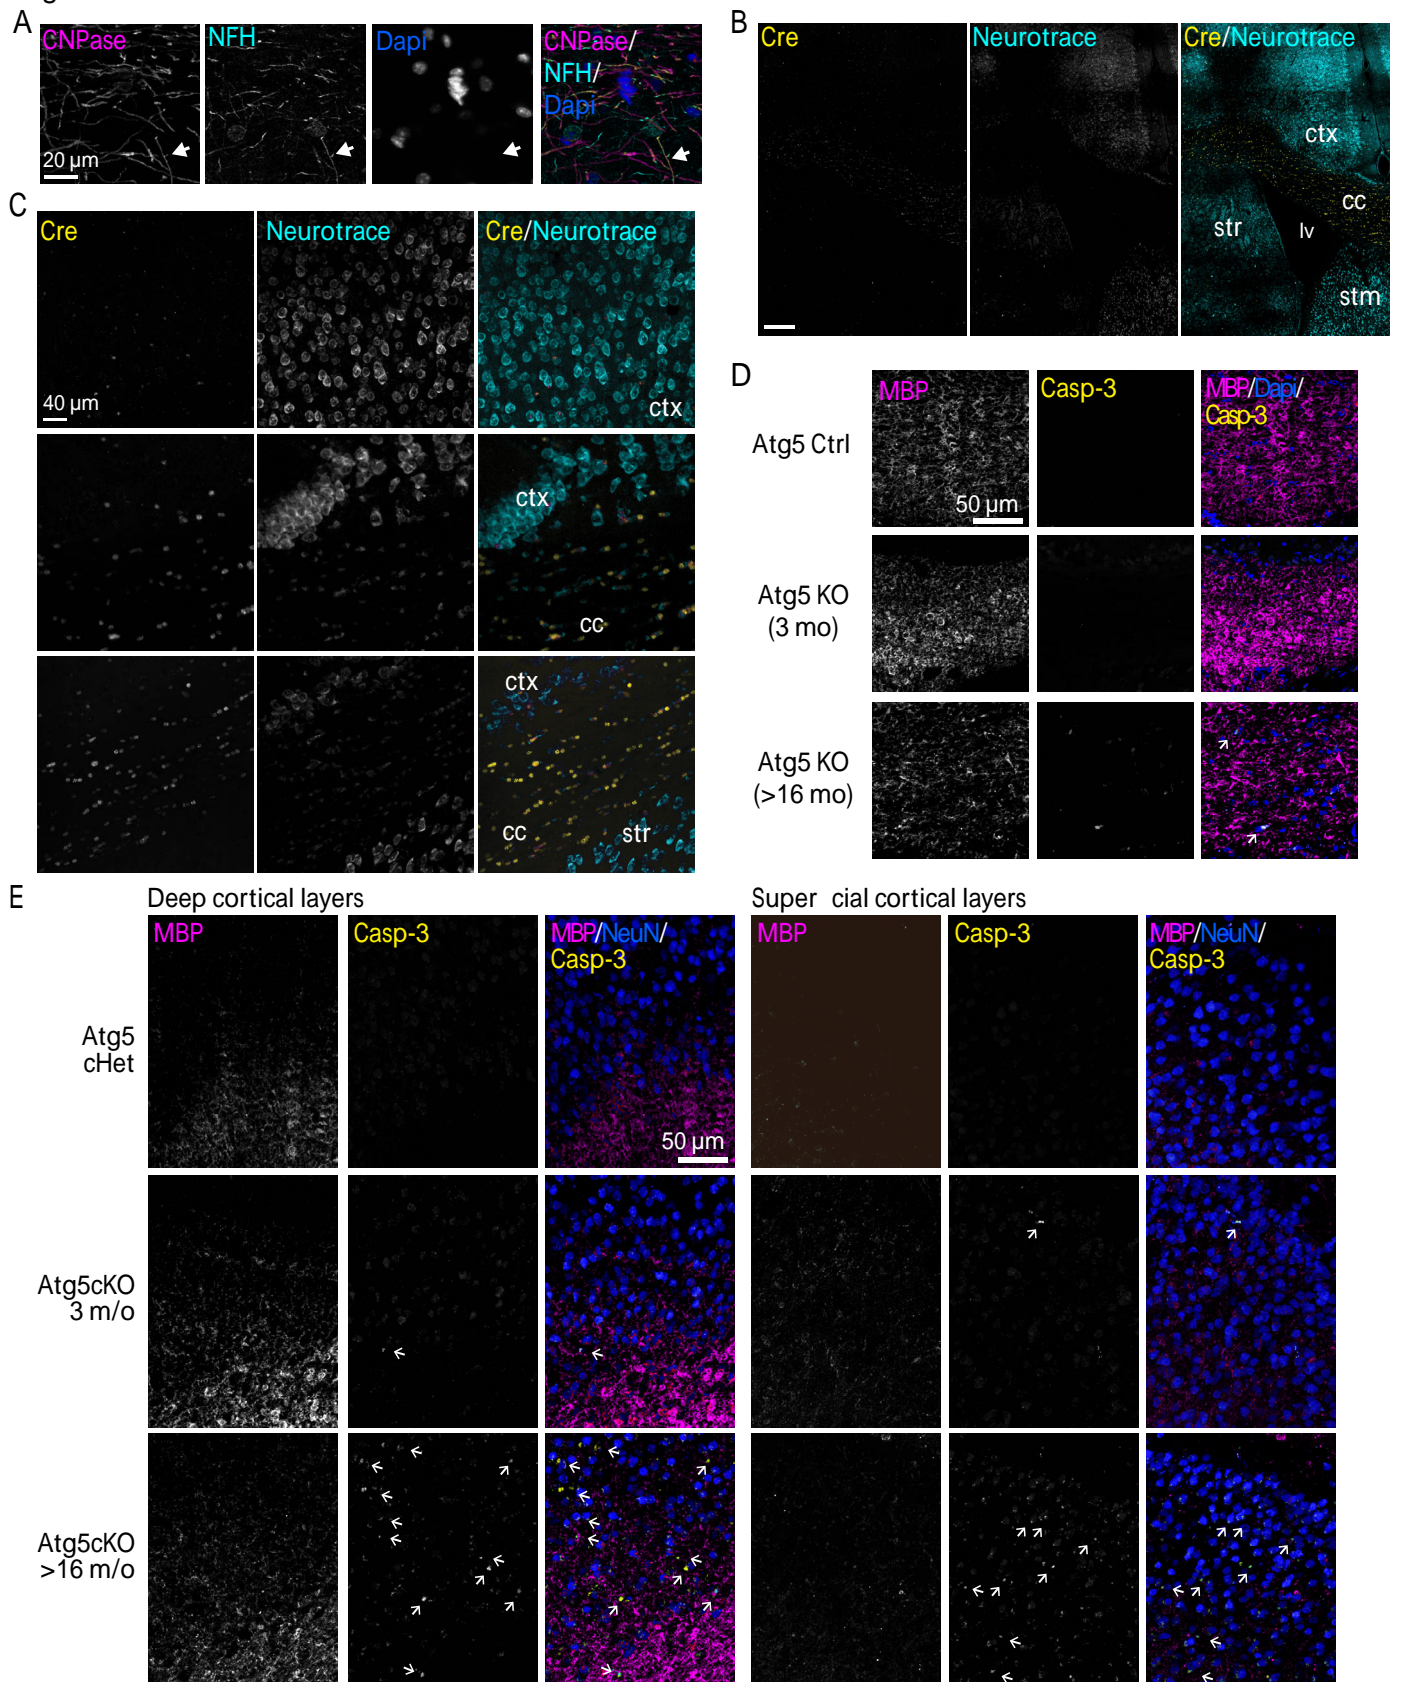 A
CNPase
NFH
Dapi
CNPase/
NFH/
Dapi
20 µm
B
Cre
Neurotrace
Cre/Neurotrace
ctx
cc
str
lv
stm
C
Cre
Neurotrace
Cre/Neurotrace
40 µm
ctx
ctx
cc
ctx
cc
str
D
MBP
Casp-3
MBP/Dapi/
Casp-3
Atg5 Ctrl
50 µm
Atg5 KO
(3 mo)
Atg5 KO
(>16 mo)
E
Deep cortical layers
Super cial cortical layers
MBP
Casp-3
MBP/NeuN/
Casp-3
MBP
Casp-3
MBP/NeuN/
Casp-3
Atg5
cHet
50 µm
Atg5cKO
3 m/o
Atg5cKO
>16 m/o